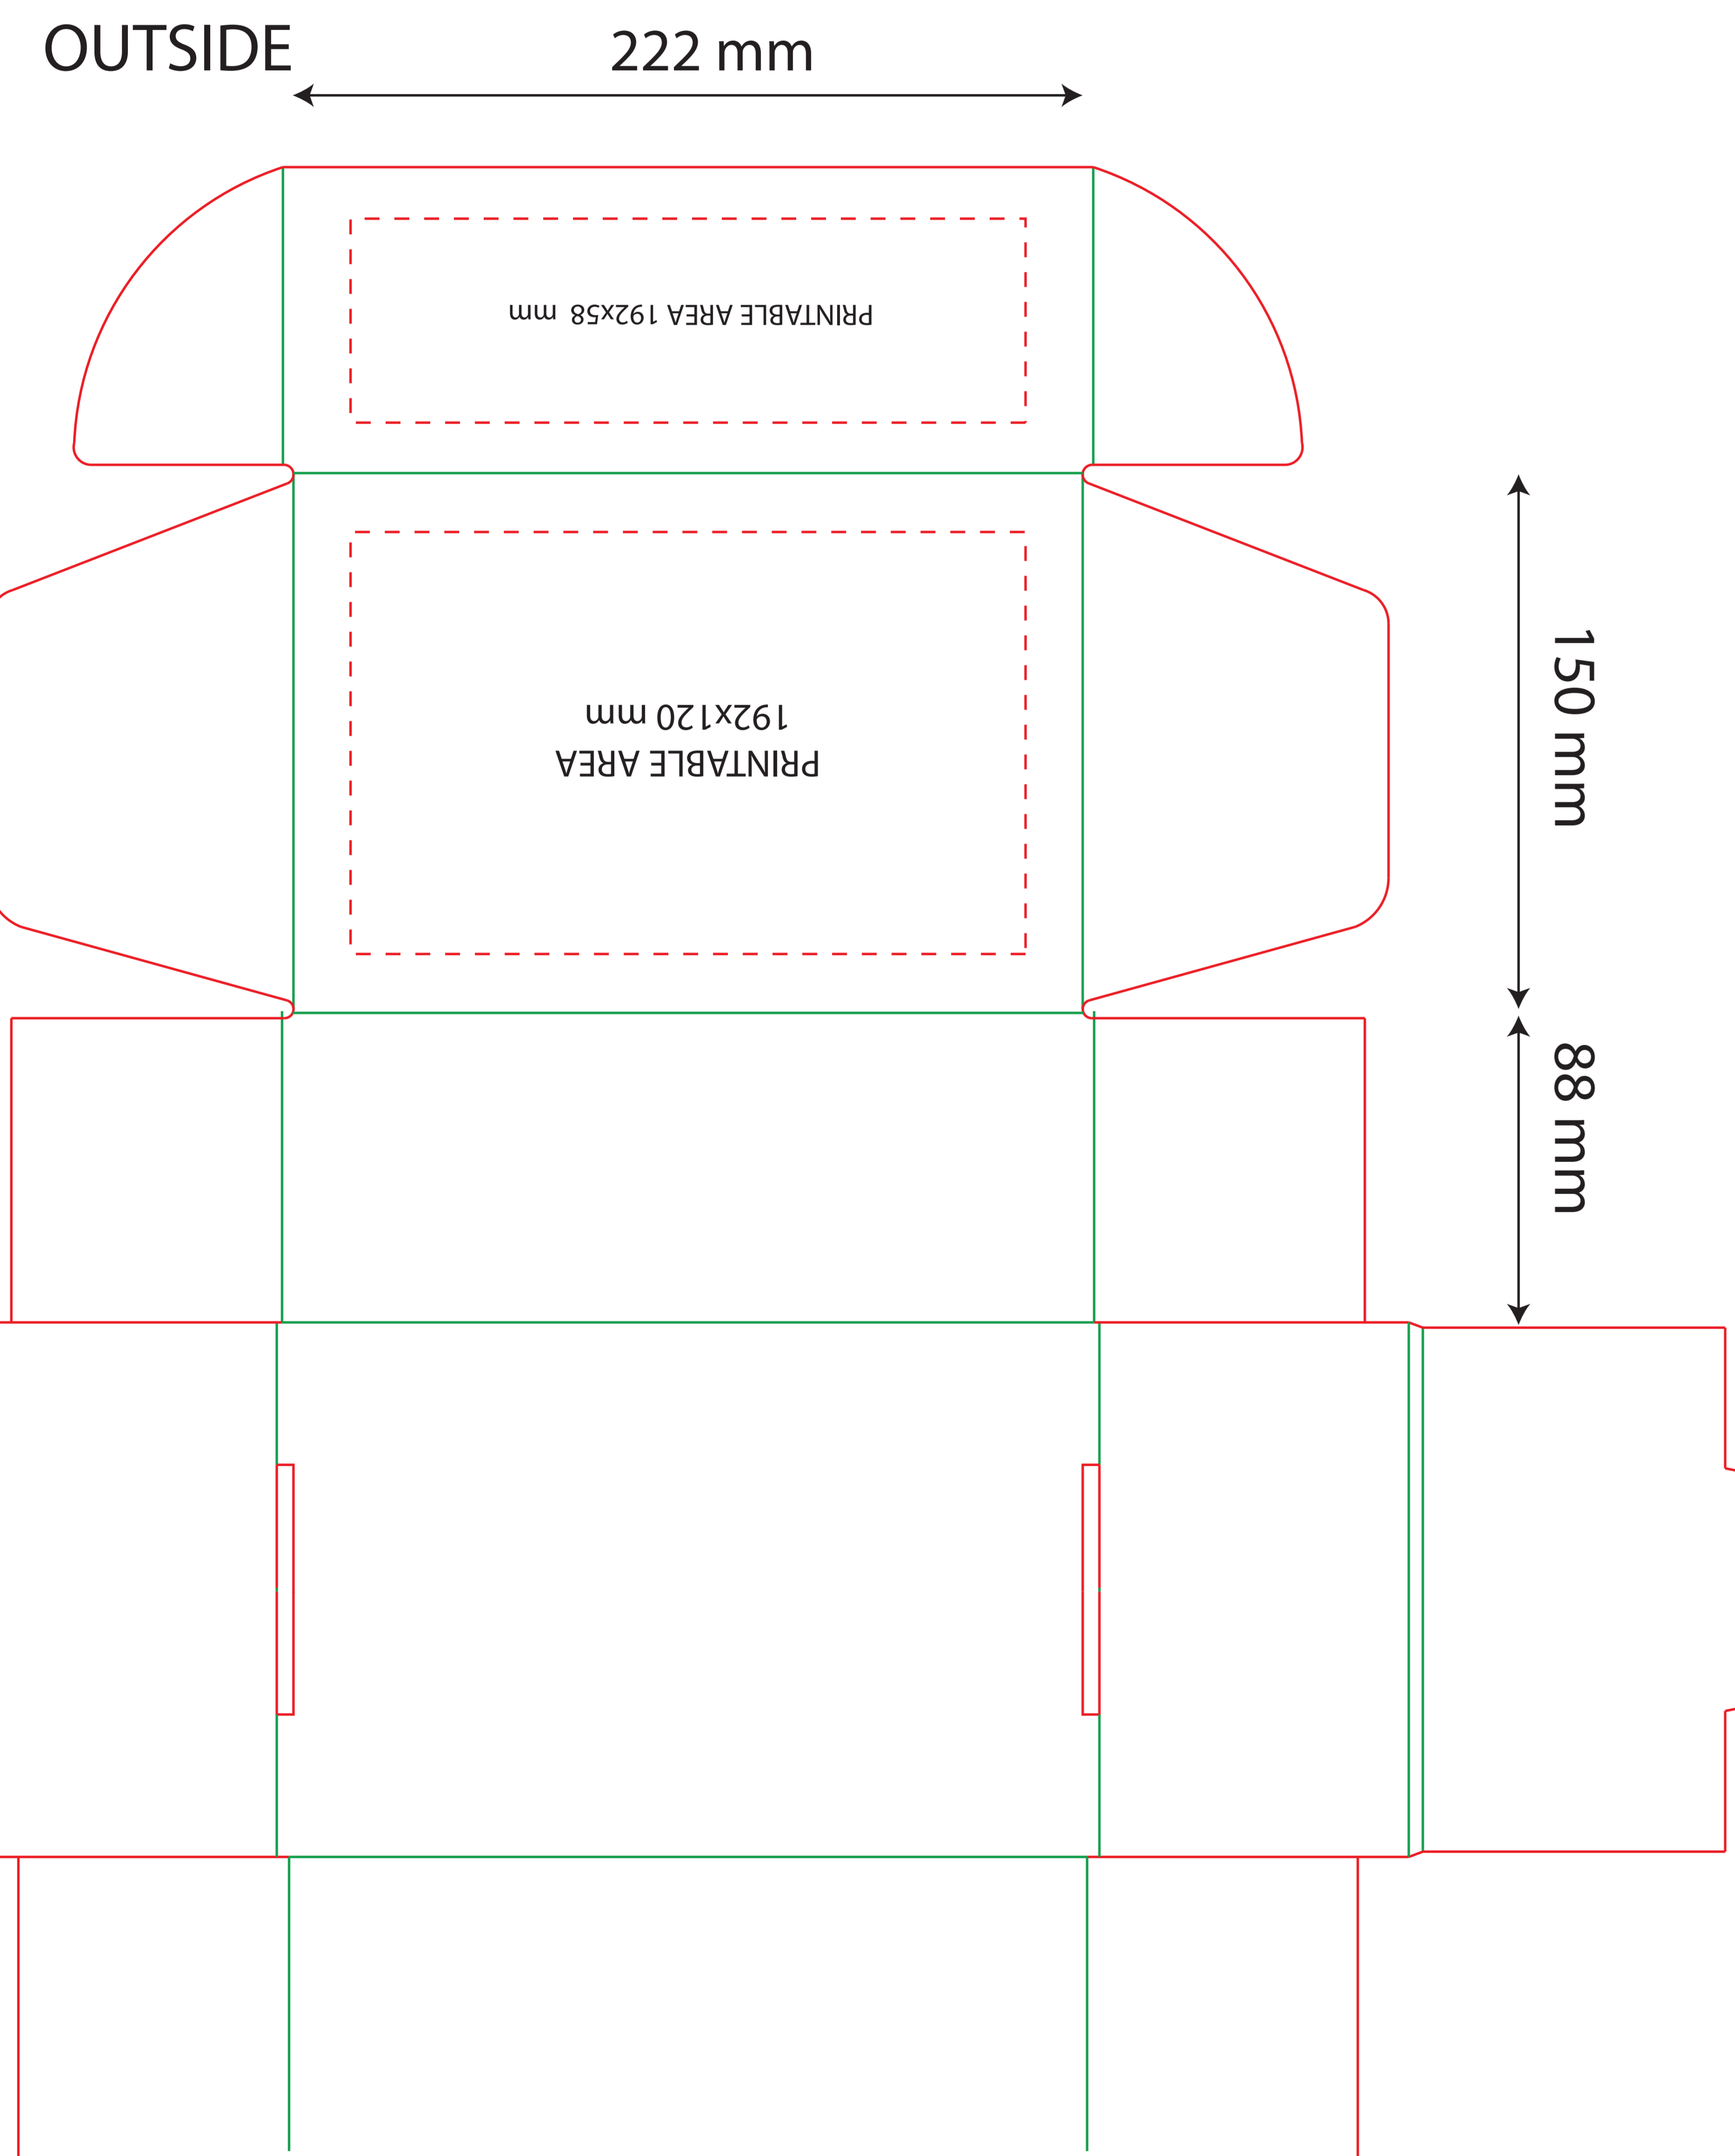 OUTSIDE
222 mm
PRINTABLE AREA 192x58 mm
PRINTABLE AREA
192x120 mm
150 mm
88 mm